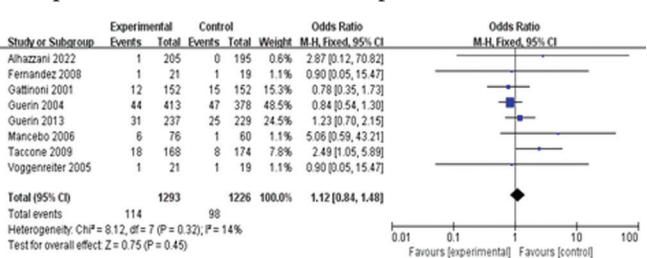 Experimental Control Odds Ratio Odds Ratio
Study or Subgroup Events Total Events Total Weight M-H, Fixed, 95% CI M-H, Fixed, 95% CI
Alhazzani 2022 1 205 0 195 0.6% 2.87 [0.12, 70.82]
Fernandez 2008 1 21 1 19 1.1% 0.90 [0.05, 15.47]
Gattinoni 2001 12 152 15 152 15.3% 0.78 [0.35, 1.73]
Guerin 2004 44 413 47 378 48.5% 0.84 [0.54, 1.30]
Guerin 2013 31 237 25 229 24.5% 1.23 [0.70, 2.15]
Mancebo 2006 6 76 1 60 1.1% 5.06 [0.59, 43.21]
Taccone 2009 18 168 8 174 7.8% 2.49 [1.05, 5.89]
Voggenreiter 2005 1 21 1 19 1.1% 0.90 [0.05, 15.47]
Total (95% CI) 1293 1226 100.0% 1.12 [0.84, 1.48]
Total events 114 98
Heterogeneity: Chi² = 8.12, df = 7 (P = 0.32); I² = 14%
Test for overall effect: Z = 0.75 (P = 0.45)
0.01 0.1 1 10 100
Favours [experimental] Favours [control]